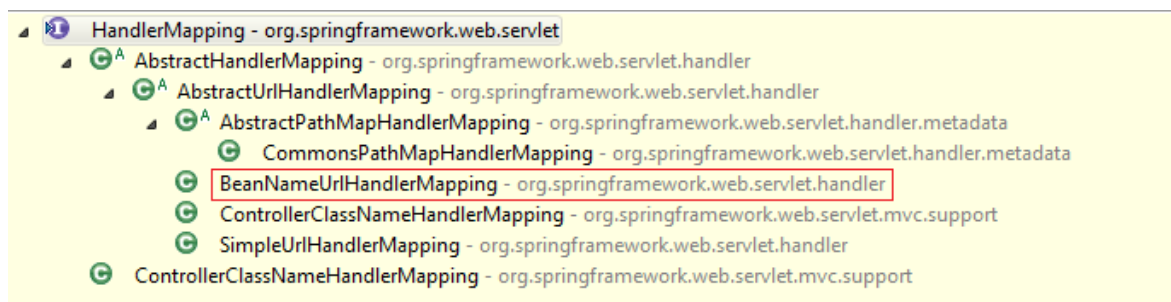 HandlerMapping - org.springframework.web.servlet
AbstractHandlerMapping - org.springframework.web.servlet.handler
AbstractUrlHandlerMapping - org.springframework.web.servlet.handler
AbstractPathMapHandlerMapping - org.springframework.web.servlet.handler.metadata
CommonsPathMapHandlerMapping - org.springframework.web.servlet.handler.metadata
BeanNameUrlHandlerMapping - org.springframework.web.servlet.handler
ControllerClassNameHandlerMapping - org.springframework.web.servlet.mvc.support
SimpleUrlHandlerMapping - org.springframework.web.servlet.handler
ControllerClassNameHandlerMapping - org.springframework.web.servlet.mvc.support